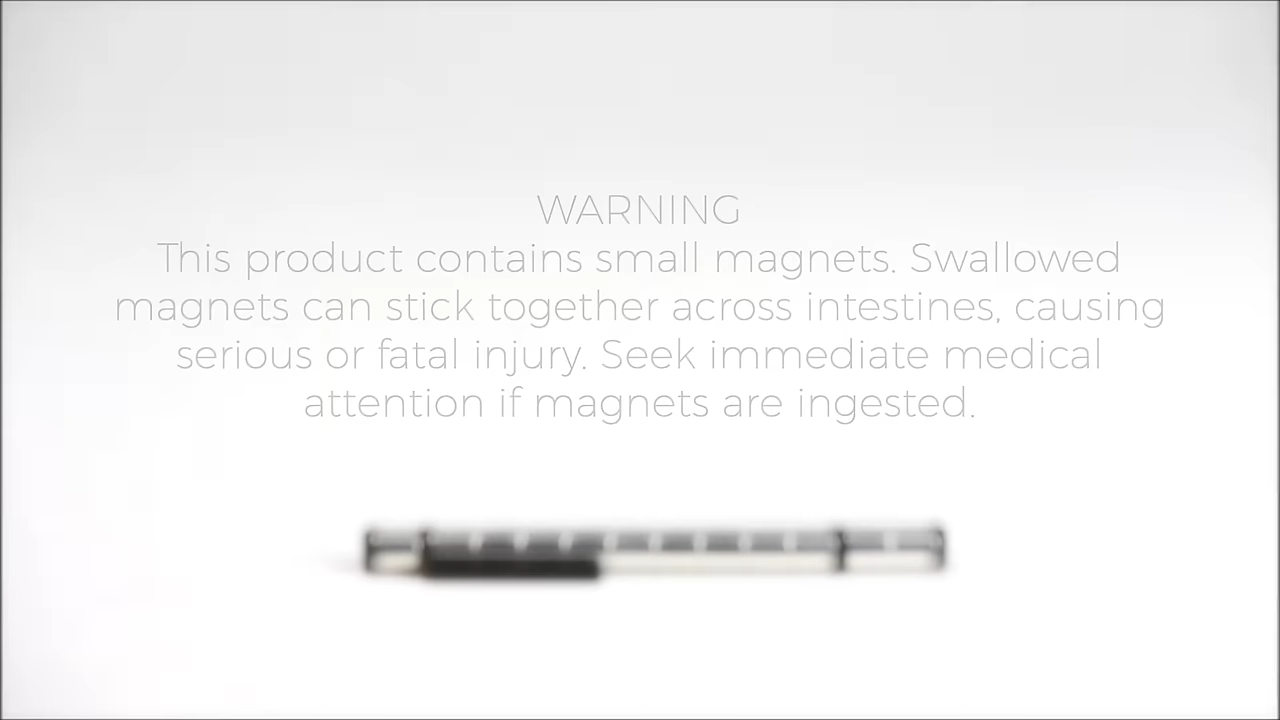 WARNING
This product contains small magnets. Swallowed
magnets can stick together across intestines, causing
serious or fatal injury. Seek immediate medical
attention if magnets are ingested.